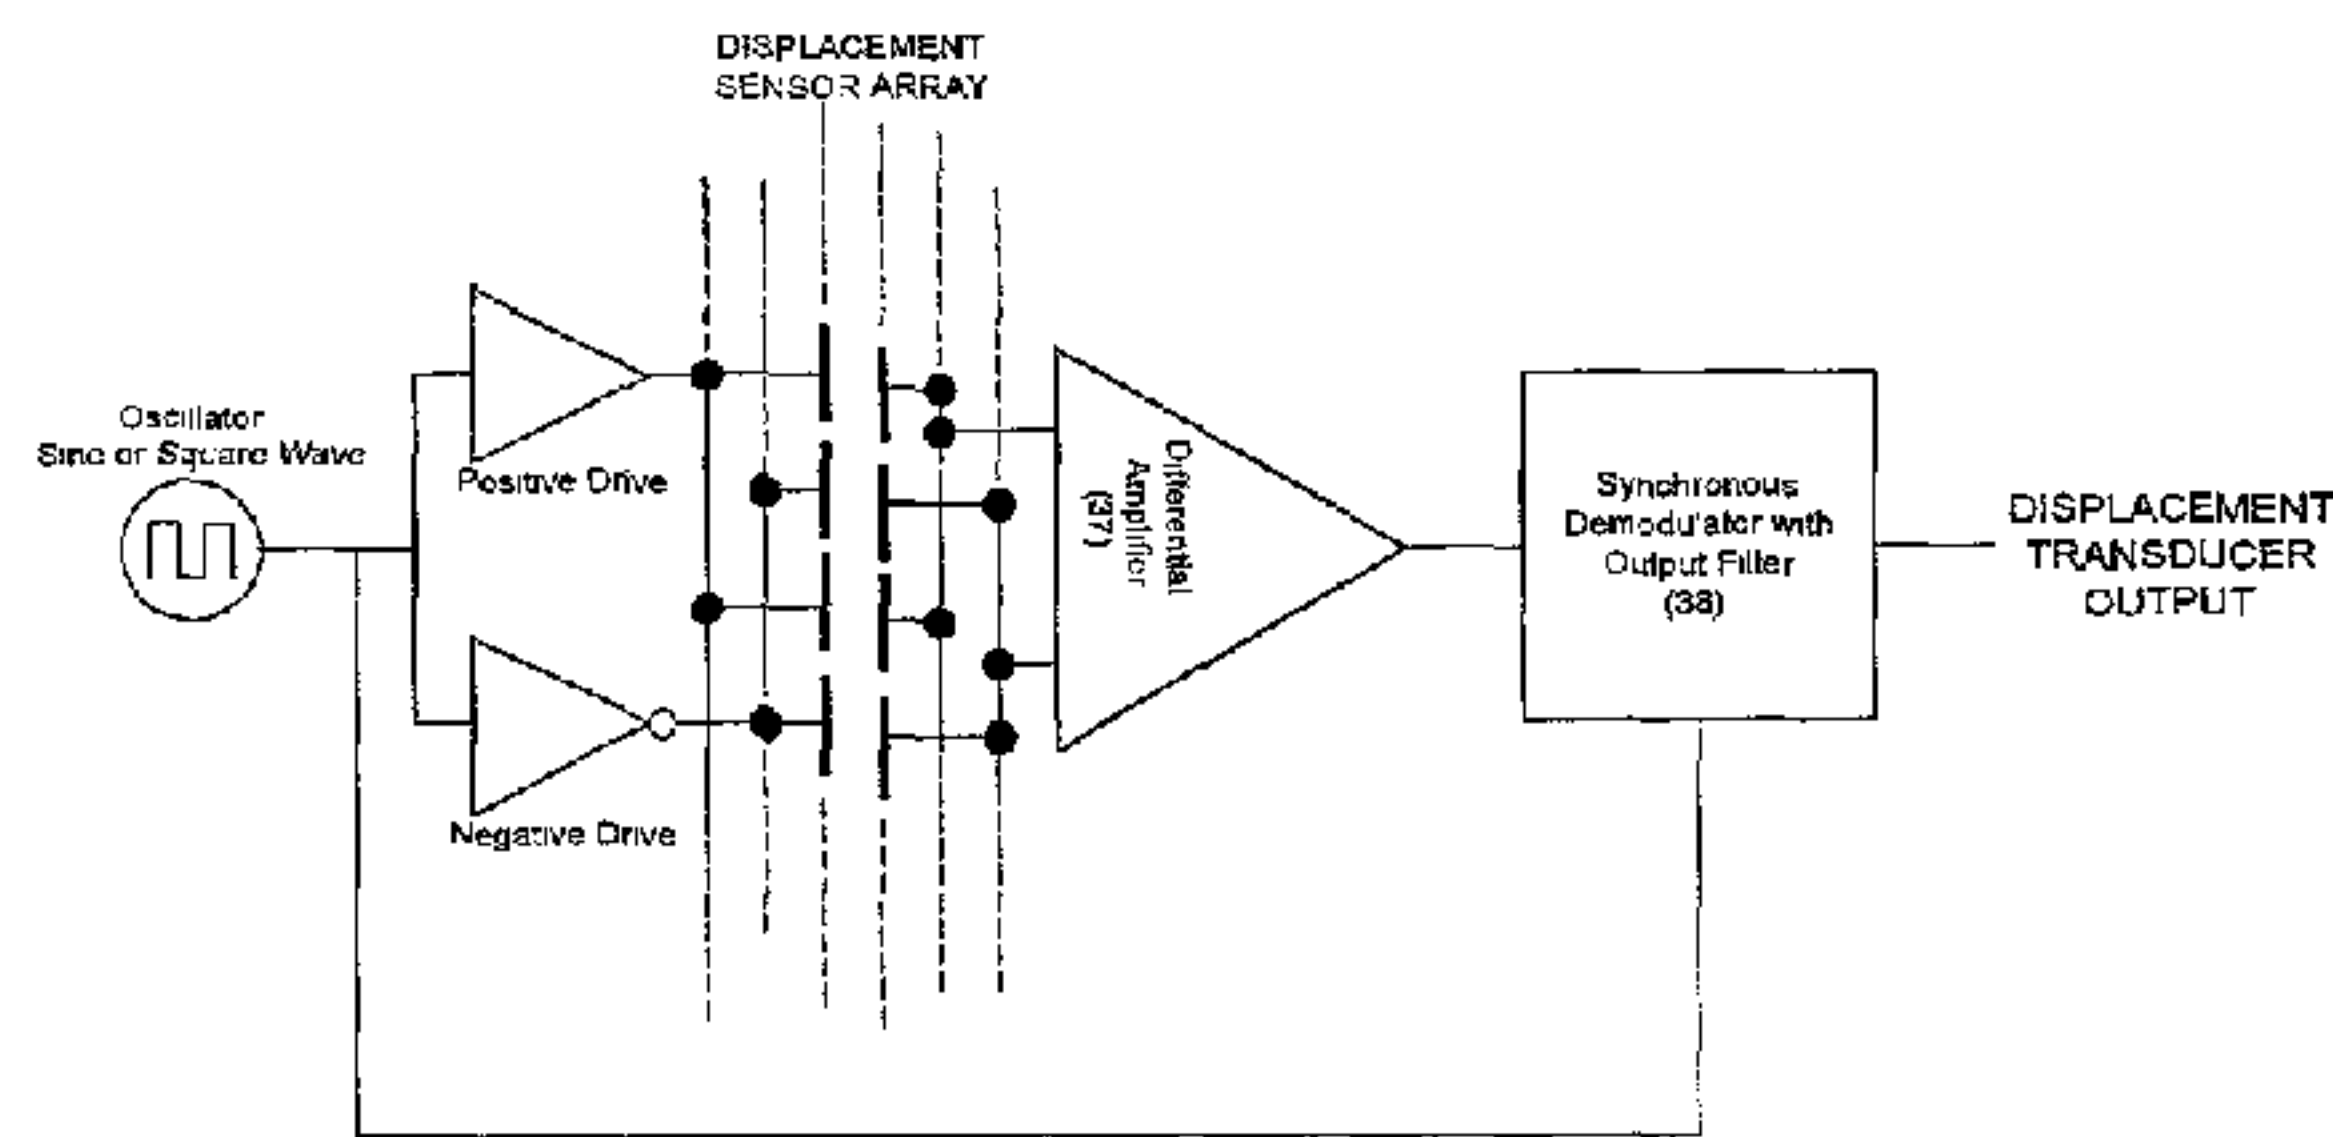 DISPLACEMENT
SENSOR ARRAY
Oscillator
Sine or Square Wave
Positive Drive
Negative Drive
Differential
Amplifier
(37)
Synchronous
Demodulator with
Output Filter
(38)
DISPLACEMENT
TRANSDUCER
OUTPUT